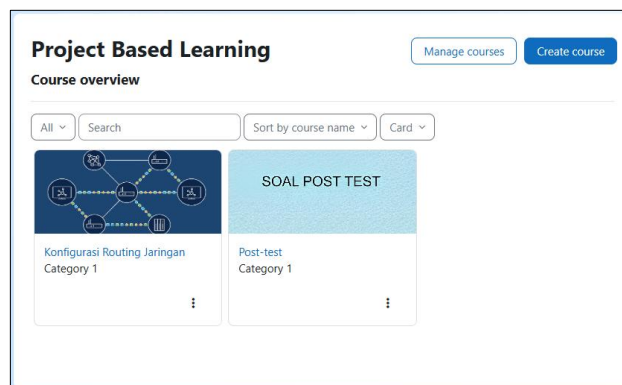 Project Based Learning
Manage courses
Create course
Course overview
All
Search
Sort by course name
Card
SOAL POST TEST
Konfigurasi Routing Jaringan
Category 1
Post-test
Category 1